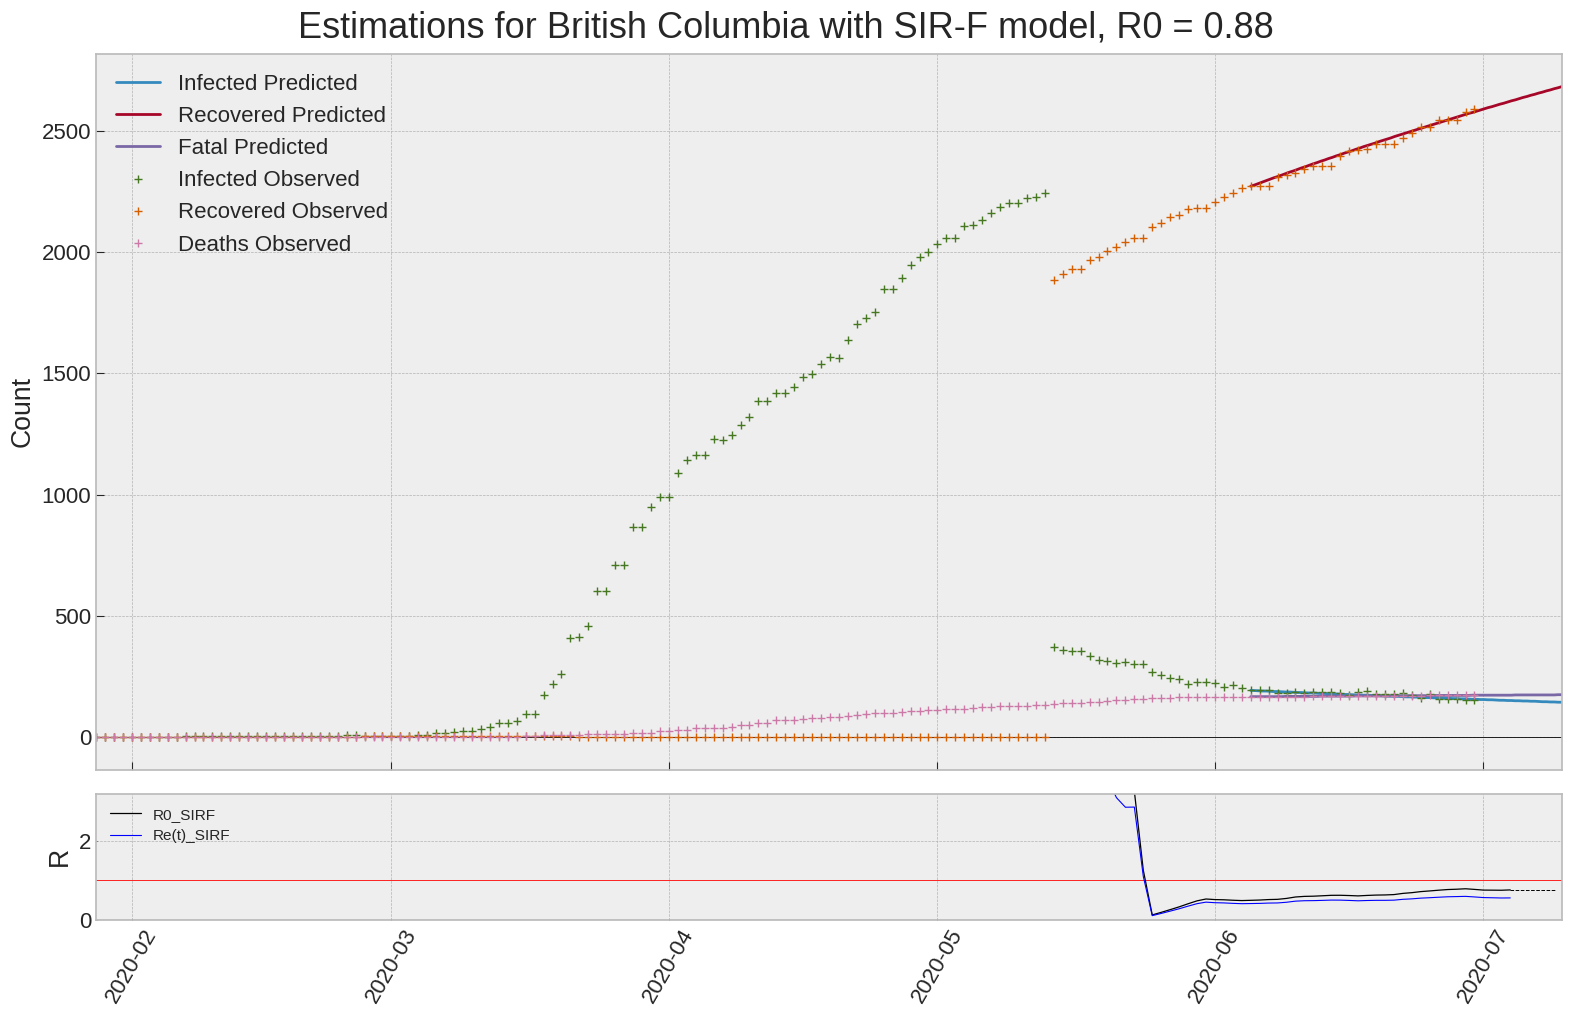 Estimations for British Columbia with SIR-F model, R0 = 0.88
Infected Predicted
Recovered Predicted
Fatal Predicted
Infected Observed
Recovered Observed
Deaths Observed
Count
2500
2000
1500
1000
500
0
R0_SIRF
Re(t)_SIRF
R
2
0
2020-02
2020-03
2020-04
2020-05
2020-06
2020-07